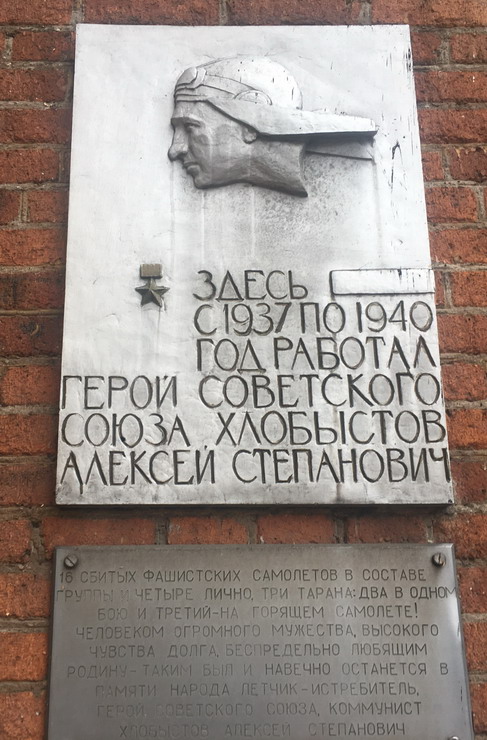 ЗДЕСЬ
С 1937 ПО 1940
ГОД РАБОТАЛ
ГЕРОЙ СОВЕТСКОГО
СОЮЗА ХЛОБЫСТОВ
АЛЕКСЕЙ СТЕПАНОВИЧ
16 СБИТЫХ ФАШИСТСКИХ САМОЛЕТОВ В СОСТАВЕ
ГРУППЫ И ЧЕТЫРЕ ЛИЧНО, ТРИ ТАРАНА: ДВА В ОДНОМ
БОЮ И ТРЕТИЙ-НА ГОРЯЩЕМ САМОЛЕТЕ!
ЧЕЛОВЕКОМ ОГРОМНОГО МУЖЕСТВА, ВЫСОКОГО
ЧУВСТВА ДОЛГА, БЕСПРЕДЕЛЬНО ЛЮБЯЩИМ
РОДИНУ-ТАКИМ БЫЛ И НАВЕЧНО ОСТАНЕТСЯ В
ПАМЯТИ НАРОДА ЛЕТЧИК-ИСТРЕБИТЕЛЬ,
ГЕРОЙ СОВЕТСКОГО СОЮЗА, КОММУНИСТ
ХЛОБЫСТОВ АЛЕКСЕЙ СТЕПАНОВИЧ